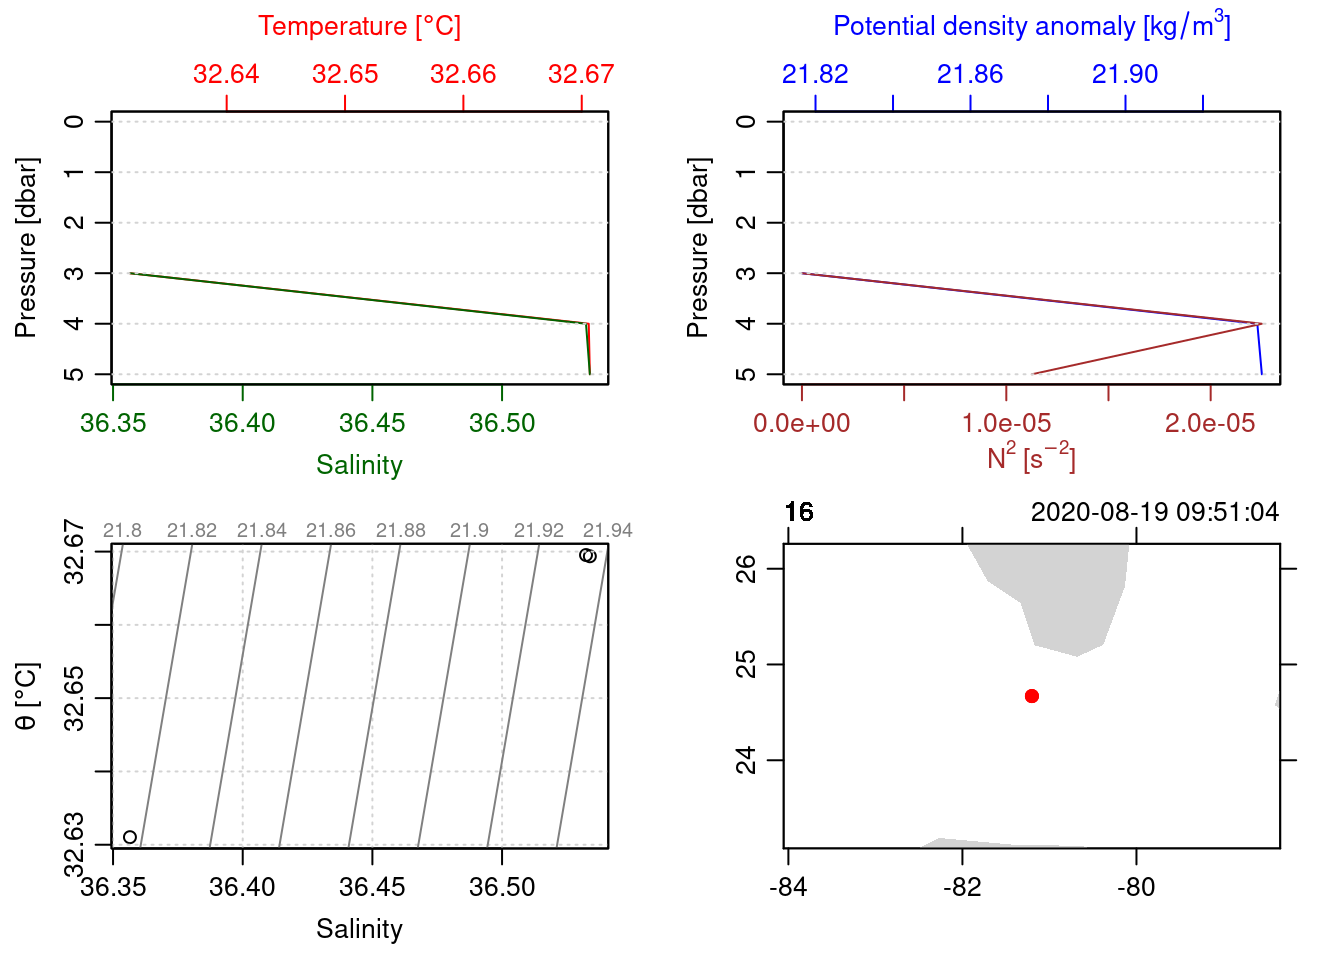 Temperature [°C]
32.64 32.65 32.66 32.67
0
1
2
3
4
5
Pressure [dbar]
36.35 36.40 36.45 36.50
Salinity
Potential density anomaly [kg/m³]
21.82 21.86 21.90
0
1
2
3
4
5
Pressure [dbar]
0.0e+00 1.0e-05 2.0e-05
N² [s⁻²]
21.8 21.82 21.84 21.86 21.88 21.9 21.92 21.94
32.67
32.65
32.63
θ [°C]
36.35 36.40 36.45 36.50
Salinity
16 2020-08-19 09:51:04
26
25
24
-84 -82 -80